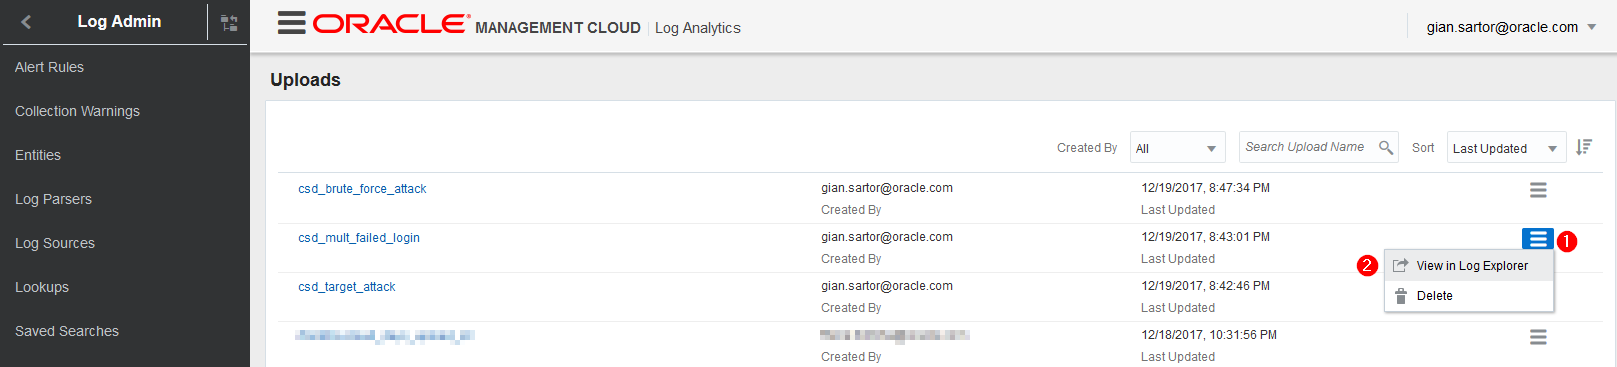 Log Admin
ORACLE MANAGEMENT CLOUD Log Analytics
gian.sartor@oracle.com
Alert Rules
Collection Warnings
Entities
Log Parsers
Log Sources
Lookups
Saved Searches
Uploads
Created By All Search Upload Name Sort Last Updated
csd_brute_force_attack gian.sartor@oracle.com 12/19/2017, 8:47:34 PM
Created By Last Updated
csd_mult_failed_login gian.sartor@oracle.com 12/19/2017, 8:43:01 PM 1
Created By Last Updated
2 View in Log Explorer
csd_target_attack gian.sartor@oracle.com 12/19/2017, 8:42:46 PM
Delete
Created By Last Updated
12/18/2017, 10:31:56 PM
Created By Last Updated